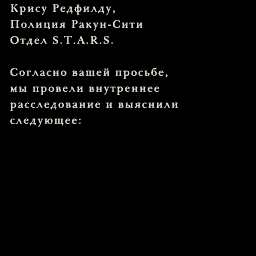 Крису Редфилду,
Полиция Ракун-Сити
Отдел S.T.A.R.S.
Согласно вашей просьбе,
мы провели внутреннее
расследование и выяснили
следующее: